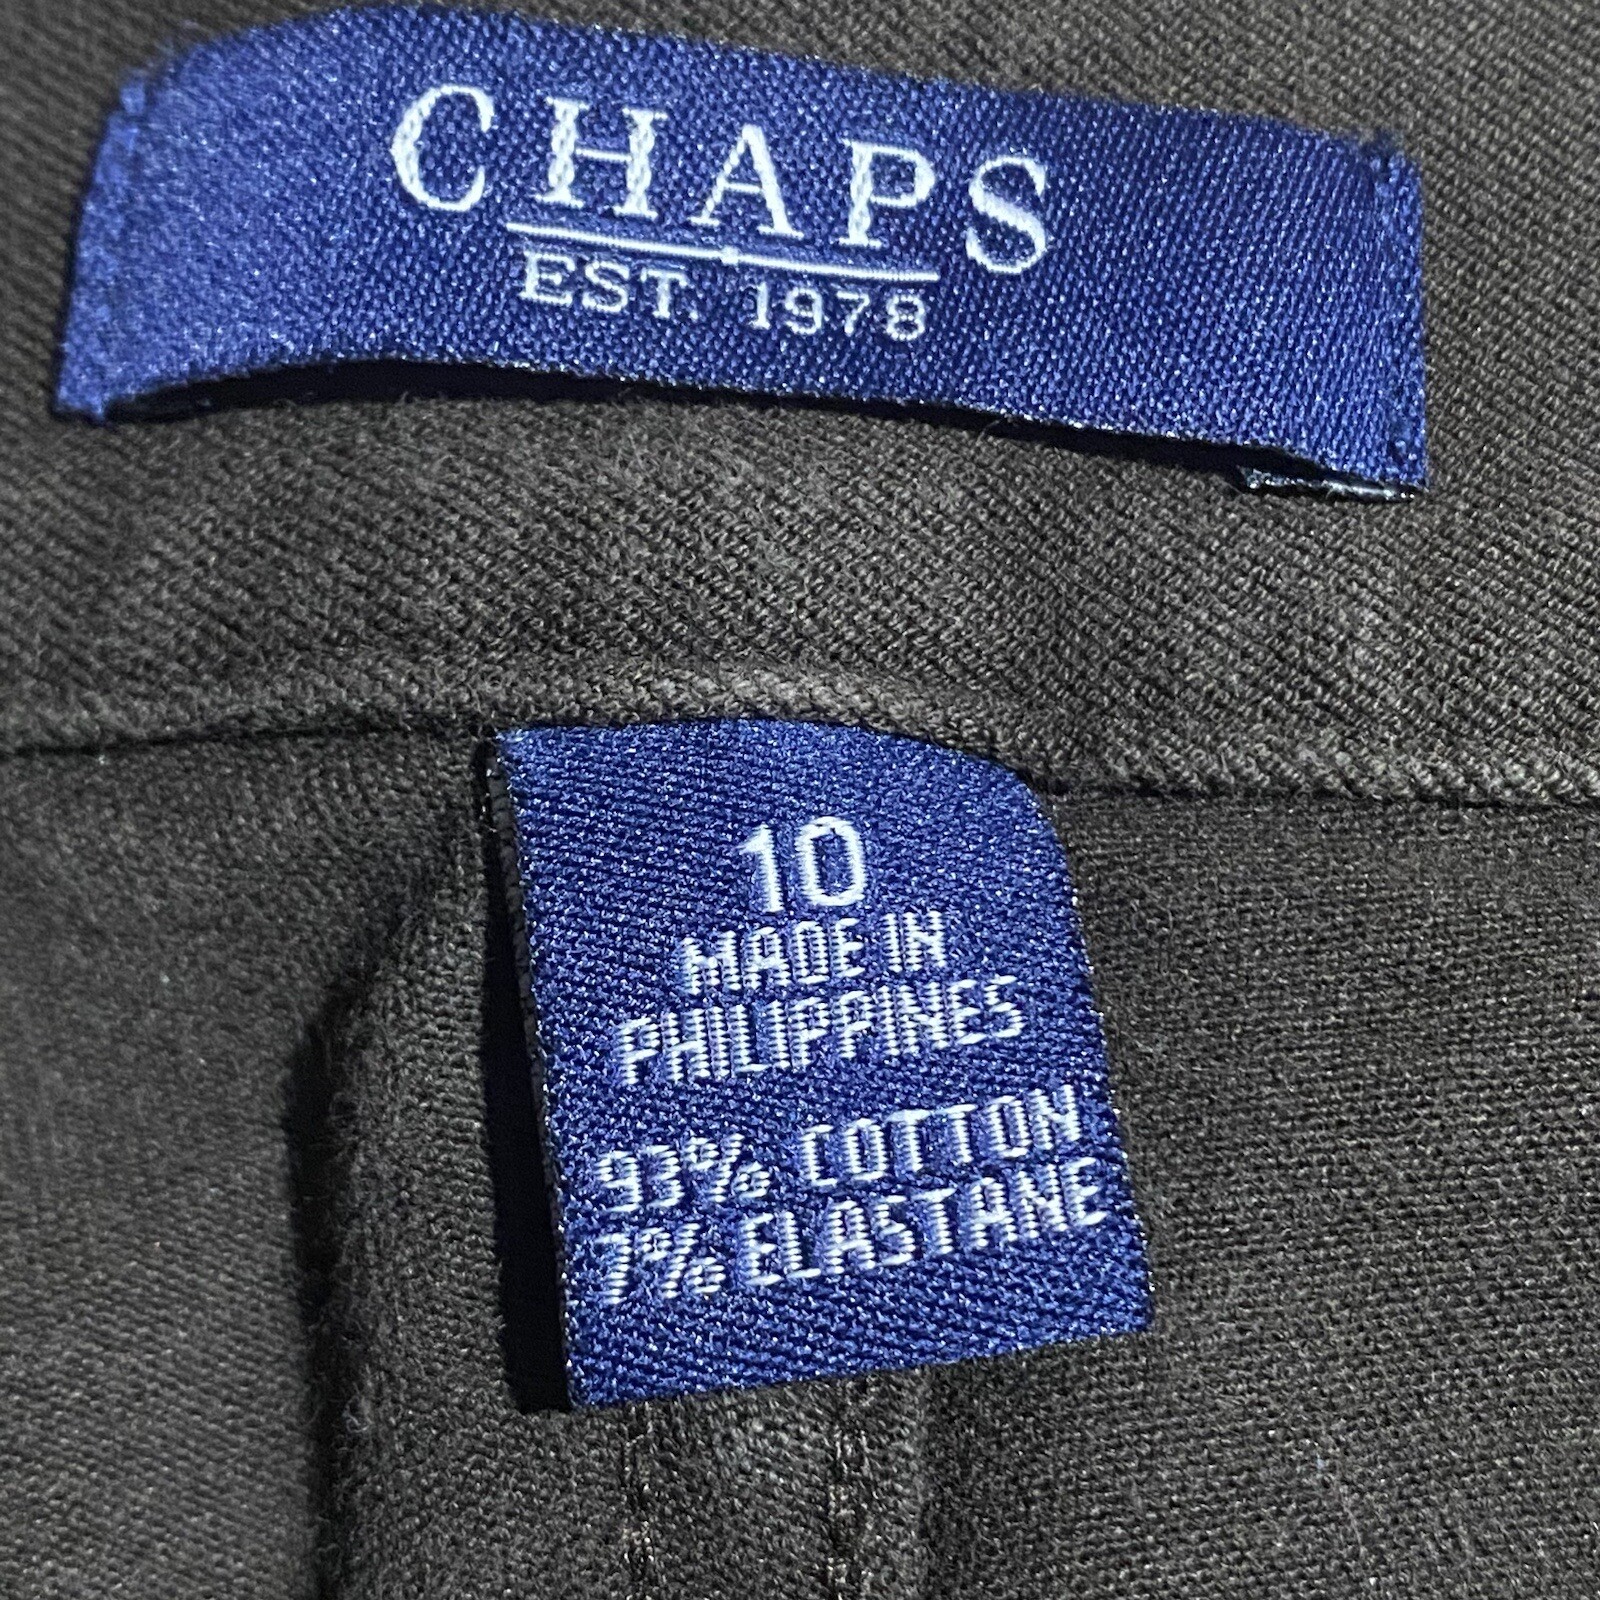 CHAPS
EST. 1978
10
MADE IN
PHILIPPINES
93% COTTON
7% ELASTANE